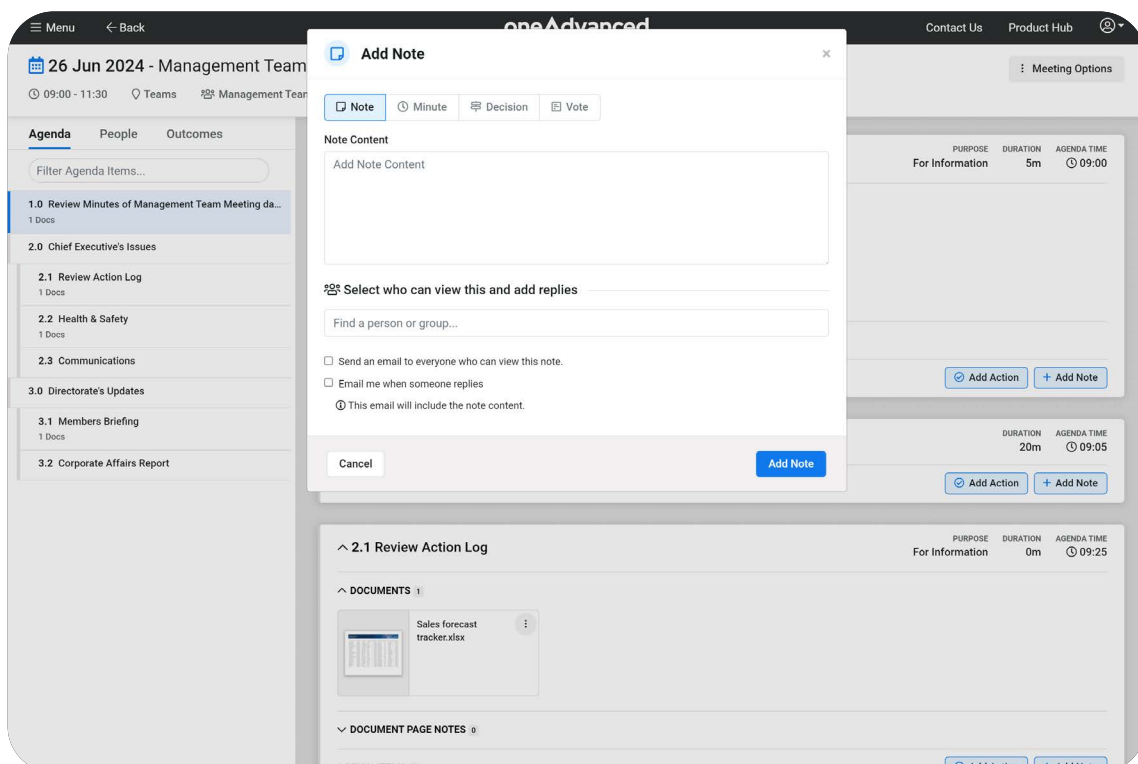 Menu
Back
oneAdvanced
Contact Us
Product Hub
26 Jun 2024 - Management Team
09:00 - 11:30
Teams
Management Tear
Meeting Options
Agenda
People
Outcomes
Filter Agenda Items...
1.0 Review Minutes of Management Team Meeting da...
1 Docs
2.0 Chief Executive's Issues
2.1 Review Action Log
1 Docs
2.2 Health & Safety
1 Docs
2.3 Communications
3.0 Directorate's Updates
3.1 Members Briefing
1 Docs
3.2 Corporate Affairs Report
Add Note
×
Note
Minute
Decision
Vote
Note Content
Add Note Content
Select who can view this and add replies
Find a person or group...
Send an email to everyone who can view this note.
Email me when someone replies
This email will include the note content.
Cancel
Add Note
PURPOSE DURATION AGENDA TIME
For Information 5m 09:00
Add Action
+ Add Note
DURATION AGENDA TIME
20m 09:05
Add Action
+ Add Note
2.1 Review Action Log
PURPOSE DURATION AGENDA TIME
For Information 0m 09:25
DOCUMENTS 1
Sales forecast
tracker.xlsx
DOCUMENT PAGE NOTES 0